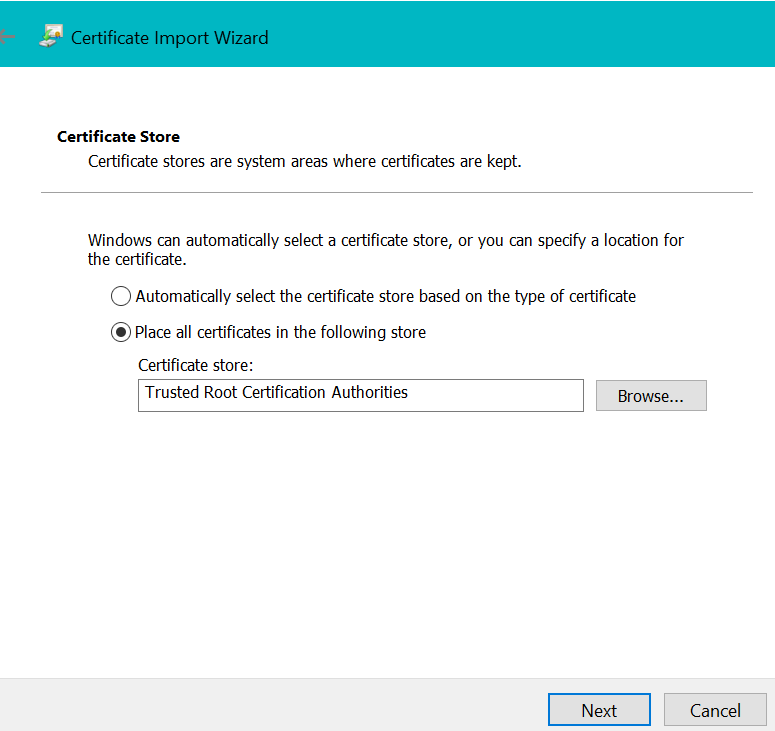 Certificate Import Wizard
Certificate Store
Certificate stores are system areas where certificates are kept.
Windows can automatically select a certificate store, or you can specify a location for
the certificate.
Automatically select the certificate store based on the type of certificate
Place all certificates in the following store
Certificate store:
Trusted Root Certification Authorities
Browse...
Next
Cancel